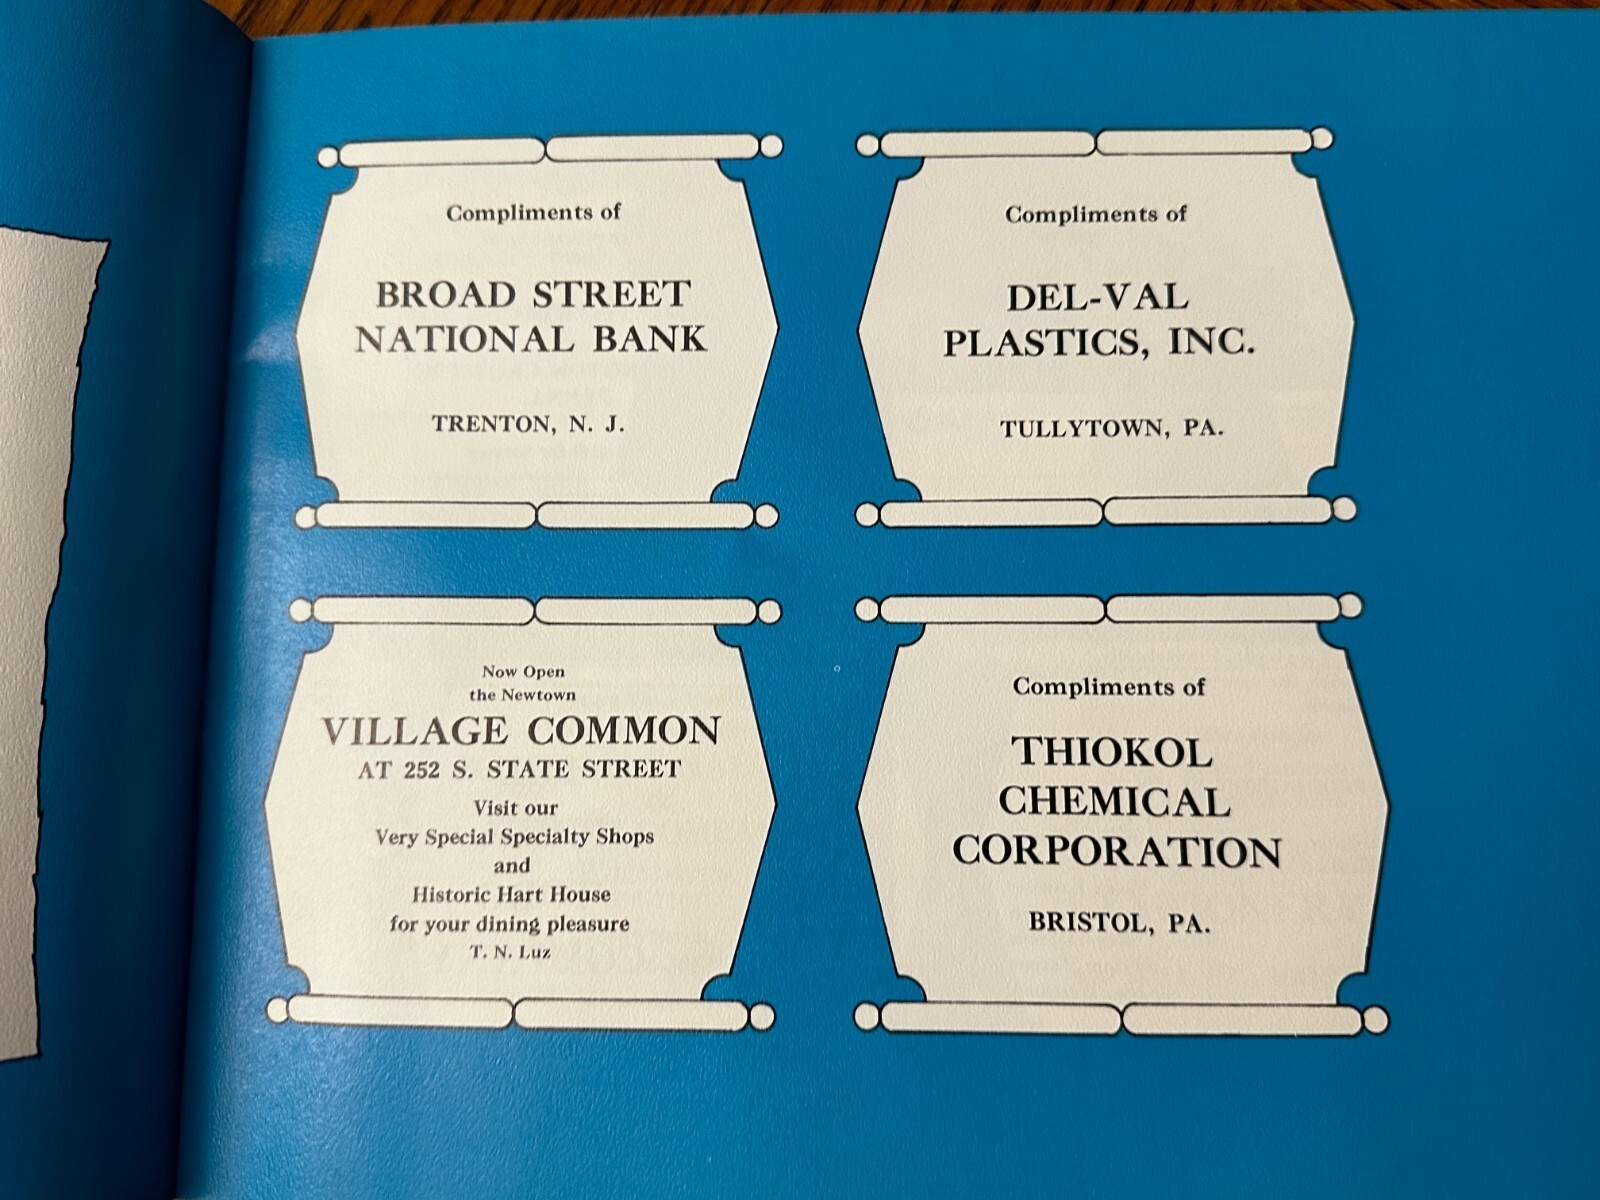 Compliments of
BROAD STREET
NATIONAL BANK
TRENTON, N. J.
Compliments of
DEL-VAL
PLASTICS, INC.
TULLYTOWN, PA.
Now Open
the Newtown
VILLAGE COMMON
AT 252 S. STATE STREET
Visit our
Very Special Specialty Shops
and
Historic Hart House
for your dining pleasure
T. N. Luz
Compliments of
THIOKOL
CHEMICAL
CORPORATION
BRISTOL, PA.